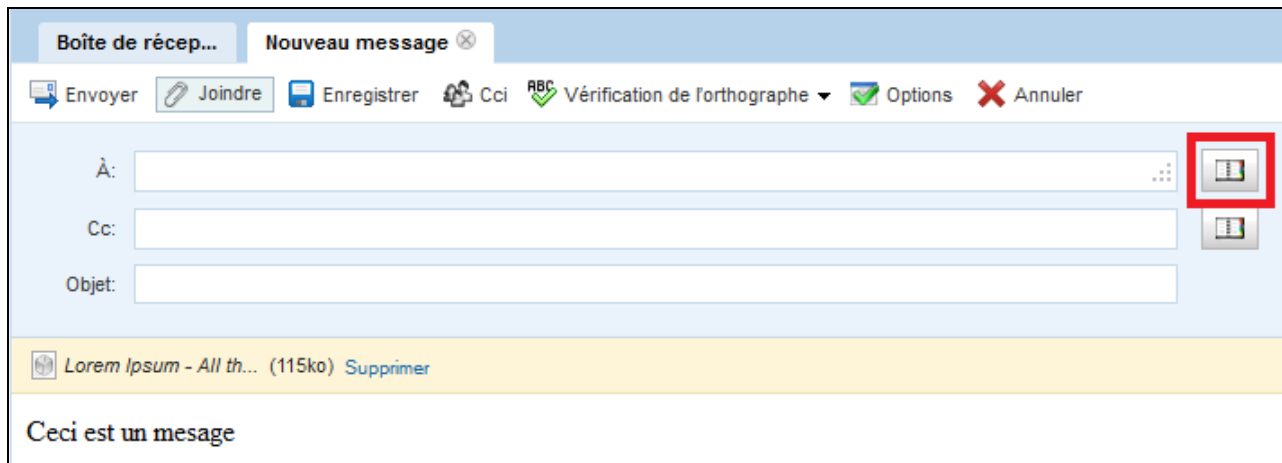 Boîte de récep... Nouveau message
Envoyer Joindre Enregistrer Cci ABC Vérification de l'orthographe Options Annuler
À:
Cc:
Objet:
Lorem Ipsum - All th... (115ko) Supprimer
Ceci est un mesage